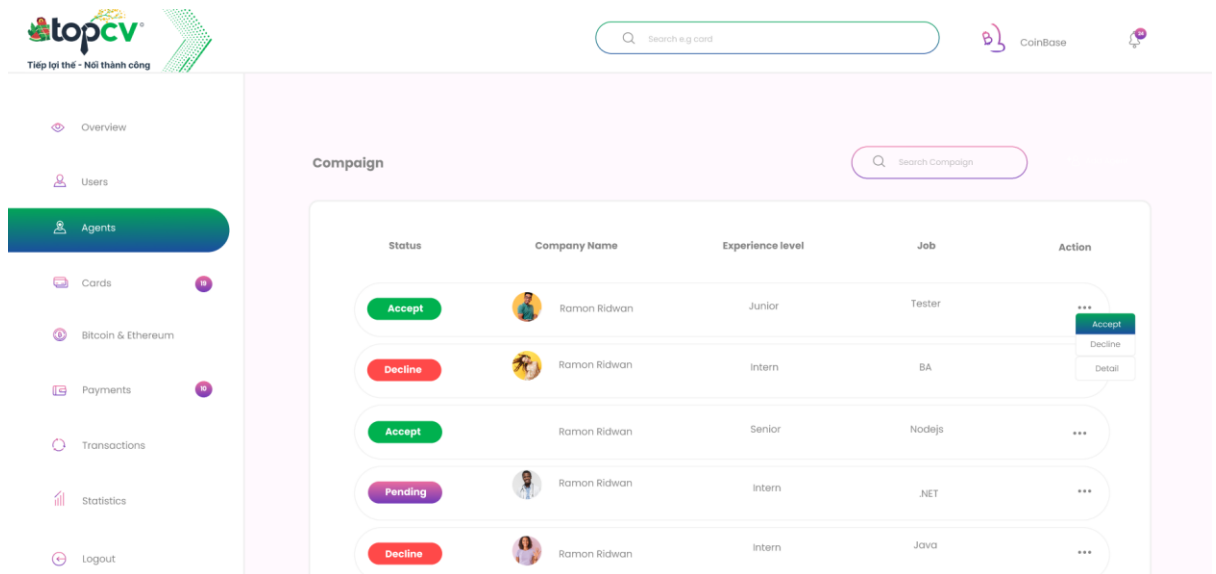 topcv
Tiếp lợi thế - Nối thành công
Search e.g card
CoinBase
Overview
Users
Agents
Cards
19
Bitcoin & Ethereum
Payments
10
Transactions
Statistics
Logout
Compaign
Search Compaign
Status Company Name Experience level Job Action
Accept Ramon Ridwan Junior Tester ...
Accept
Decline
Detail
Decline Ramon Ridwan Intern BA
Accept Ramon Ridwan Senior Nodejs ...
Pending Ramon Ridwan Intern .NET ...
Decline Ramon Ridwan Intern Java ...